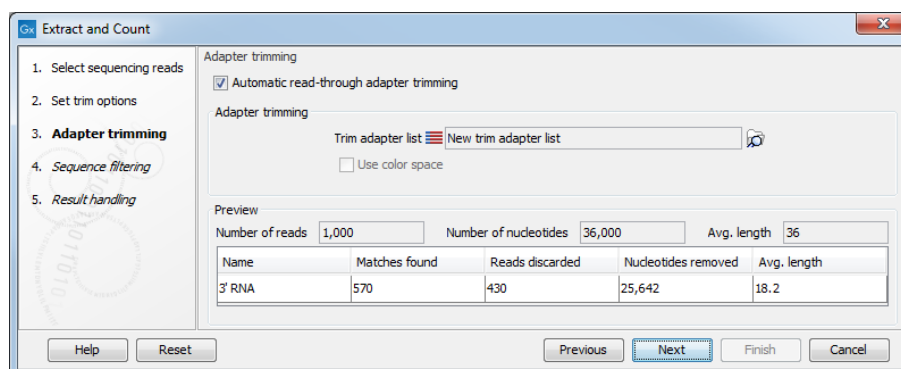 Gx Extract and Count
1. Select sequencing reads
2. Set trim options
3. Adapter trimming
4. Sequence filtering
5. Result handling
Adapter trimming
Automatic read-through adapter trimming
Adapter trimming
Trim adapter list New trim adapter list
Use color space
Preview
Number of reads 1,000 Number of nucleotides 36,000 Avg. length 36
Name Matches found Reads discarded Nucleotides removed Avg. length
3' RNA 570 430 25,642 18.2
Help Reset Previous Next Finish Cancel